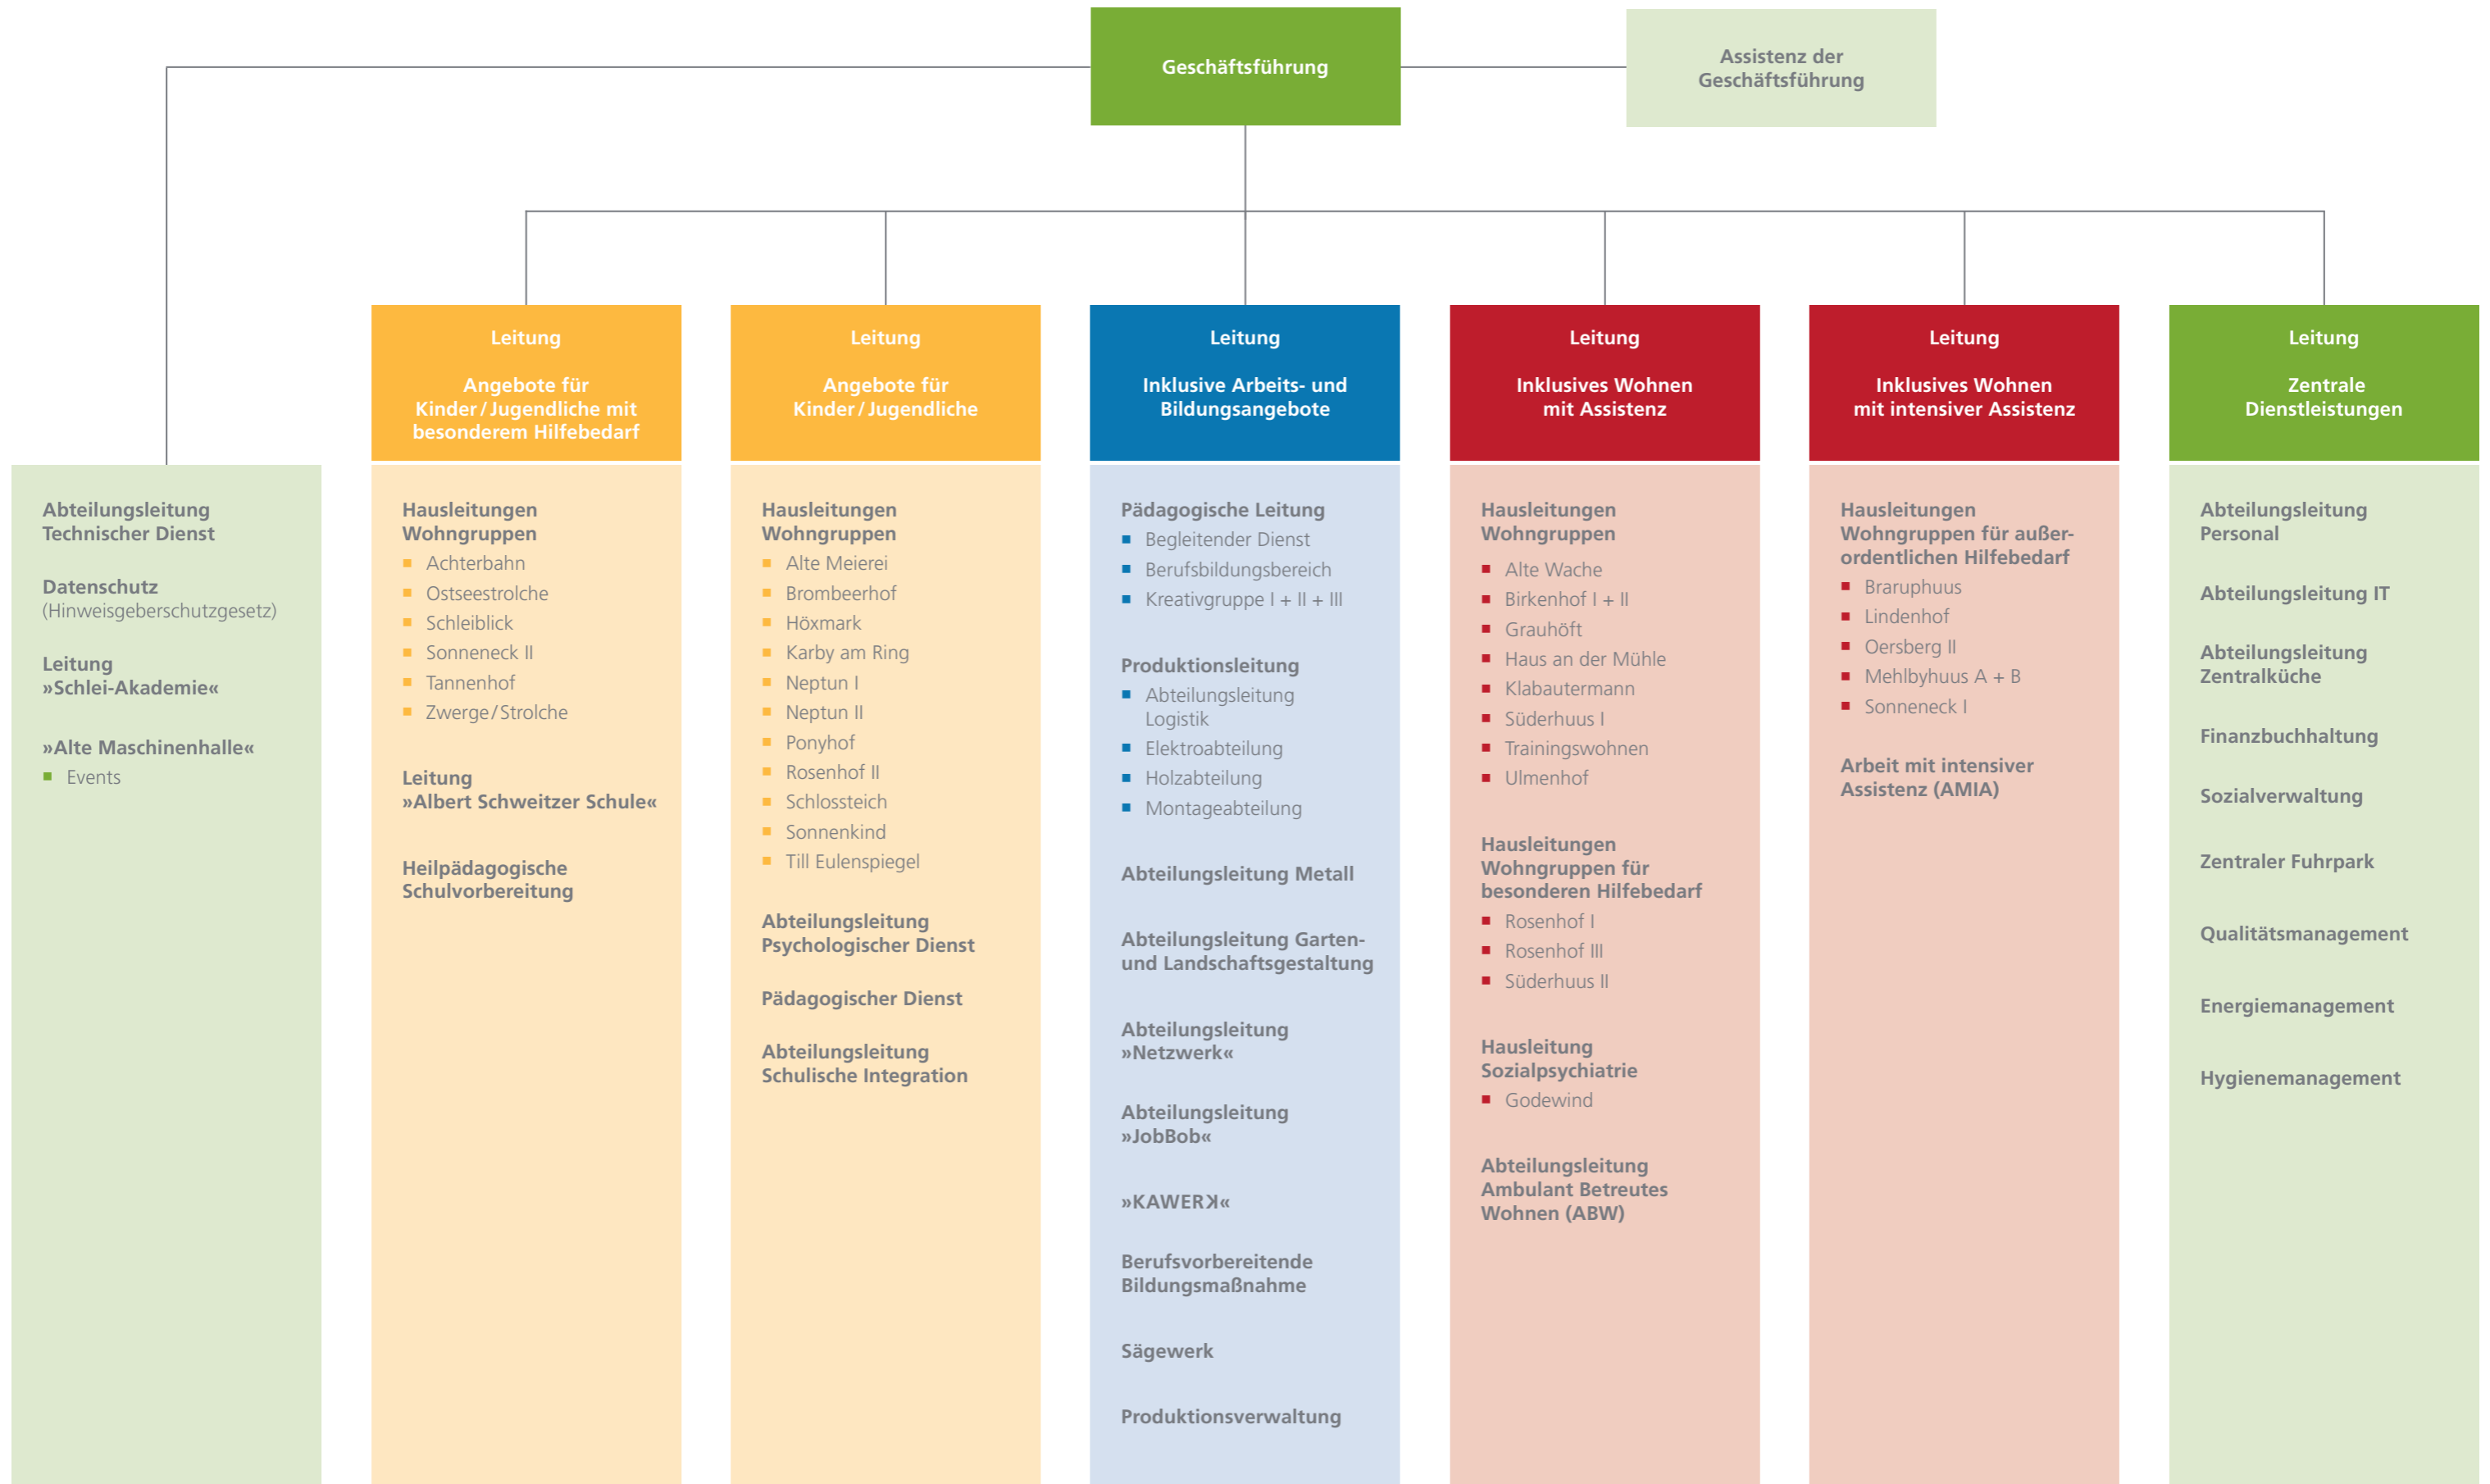 Geschäftsführung
Assistenz der
Geschäftsführung
Abteilungsleitung
Technischer Dienst
Datenschutz
(Hinweisgeberschutzgesetz)
Leitung
»Schlei-Akademie«
»Alte Maschinenhalle«
Events
Leitung
Angebote für
Kinder / Jugendliche mit
besonderem Hilfebedarf
Hausleitungen
Wohngruppen
Achterbahn
Ostseestrolche
Schleiblick
Sonneneck II
Tannenhof
Zwerge / Strolche
Leitung
»Albert Schweitzer Schule«
Heilpädagogische
Schulvorbereitung
Leitung
Angebote für
Kinder / Jugendliche
Hausleitungen
Wohngruppen
Alte Meierei
Brombeerhof
Höxmark
Karby am Ring
Neptun I
Neptun II
Ponyhof
Rosenhof II
Schlossteich
Sonnenkind
Till Eulenspiegel
Abteilungsleitung
Psychologischer Dienst
Pädagogischer Dienst
Abteilungsleitung
Schulische Integration
Leitung
Inklusive Arbeits- und
Bildungsangebote
Pädagogische Leitung
Begleitender Dienst
Berufsbildungsbereich
Kreativgruppe I + II + III
Produktionsleitung
Abteilungsleitung
Logistik
Elektroabteilung
Holzabteilung
Montageabteilung
Abteilungsleitung Metall
Abteilungsleitung Garten-
und Landschaftsgestaltung
Abteilungsleitung
»Netzwerk«
Abteilungsleitung
»JobBob«
»KAWERK«
Berufsvorbereitende
Bildungsmaßnahme
Sägewerk
Produktionsverwaltung
Leitung
Inklusives Wohnen
mit Assistenz
Hausleitungen
Wohngruppen
Alte Wache
Birkenhof I + II
Grauhöft
Haus an der Mühle
Klabautermann
Süderhuus I
Trainingswohnen
Ulmenhof
Hausleitungen
Wohngruppen für
besonderen Hilfebedarf
Rosenhof I
Rosenhof III
Süderhuus II
Hausleitung
Sozialpsychiatrie
Godewind
Abteilungsleitung
Ambulant Betreutes
Wohnen (ABW)
Leitung
Inklusives Wohnen
mit intensiver Assistenz
Hausleitungen
Wohngruppen für außer-
ordentlichen Hilfebedarf
Braruphuus
Lindenhof
Oersberg II
Mehlbyhuus A + B
Sonneneck I
Arbeit mit intensiver
Assistenz (AMIA)
Leitung
Zentrale
Dienstleistungen
Abteilungsleitung
Personal
Abteilungsleitung IT
Abteilungsleitung
Zentralküche
Finanzbuchhaltung
Sozialverwaltung
Zentraler Fuhrpark
Qualitätsmanagement
Energiemanagement
Hygienemanagement